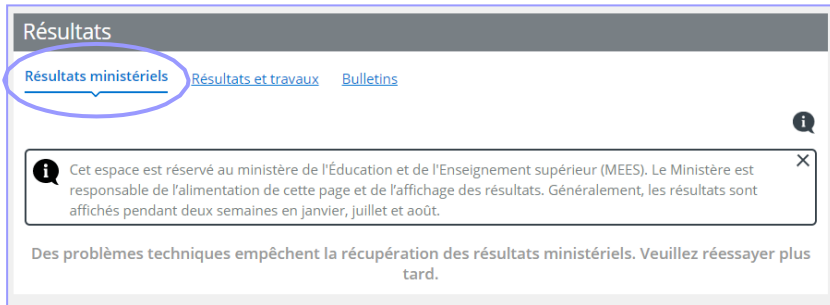 Résultats
Résultats ministériels Résultats et travaux Bulletins
Cet espace est réservé au ministère de l'Éducation et de l'Enseignement supérieur (MEES). Le Ministère est
responsable de l'alimentation de cette page et de l'affichage des résultats. Généralement, les résultats sont
affichés pendant deux semaines en janvier, juillet et août.
Des problèmes techniques empêchent la récupération des résultats ministériels. Veuillez réessayer plus
tard.